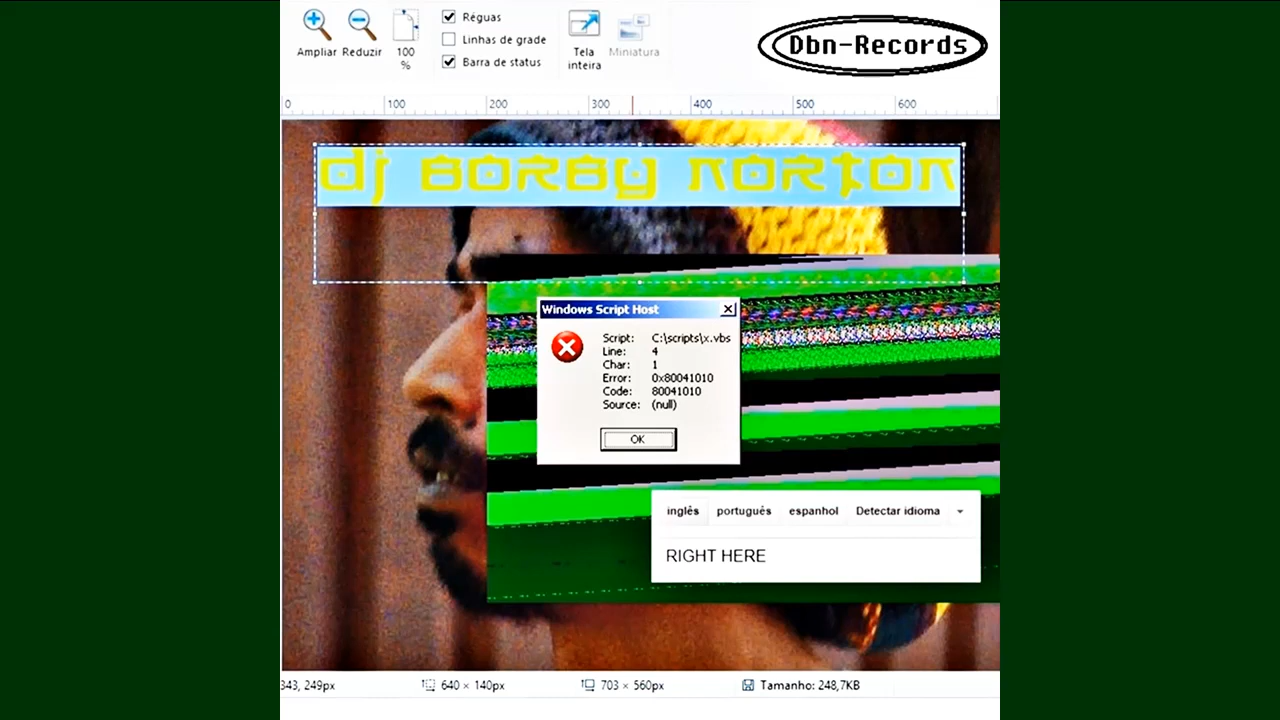 Ampliar
Reduzir
100
%
Réguas
Linhas de grade
Barra de status
Tela
inteira
Miniatura
Dbn-Records
0 100 200 300 400 500 600
dj BORBY NORTON
Windows Script Host
Script: C:\scripts\x.vbs
Line: 4
Char: 1
Error: 0x80041010
Code: 80041010
Source: (null)
OK
inglês português espanhol Detectar idioma
RIGHT HERE
343, 249px 640 × 140px 703 × 560px Tamanho: 248,7KB